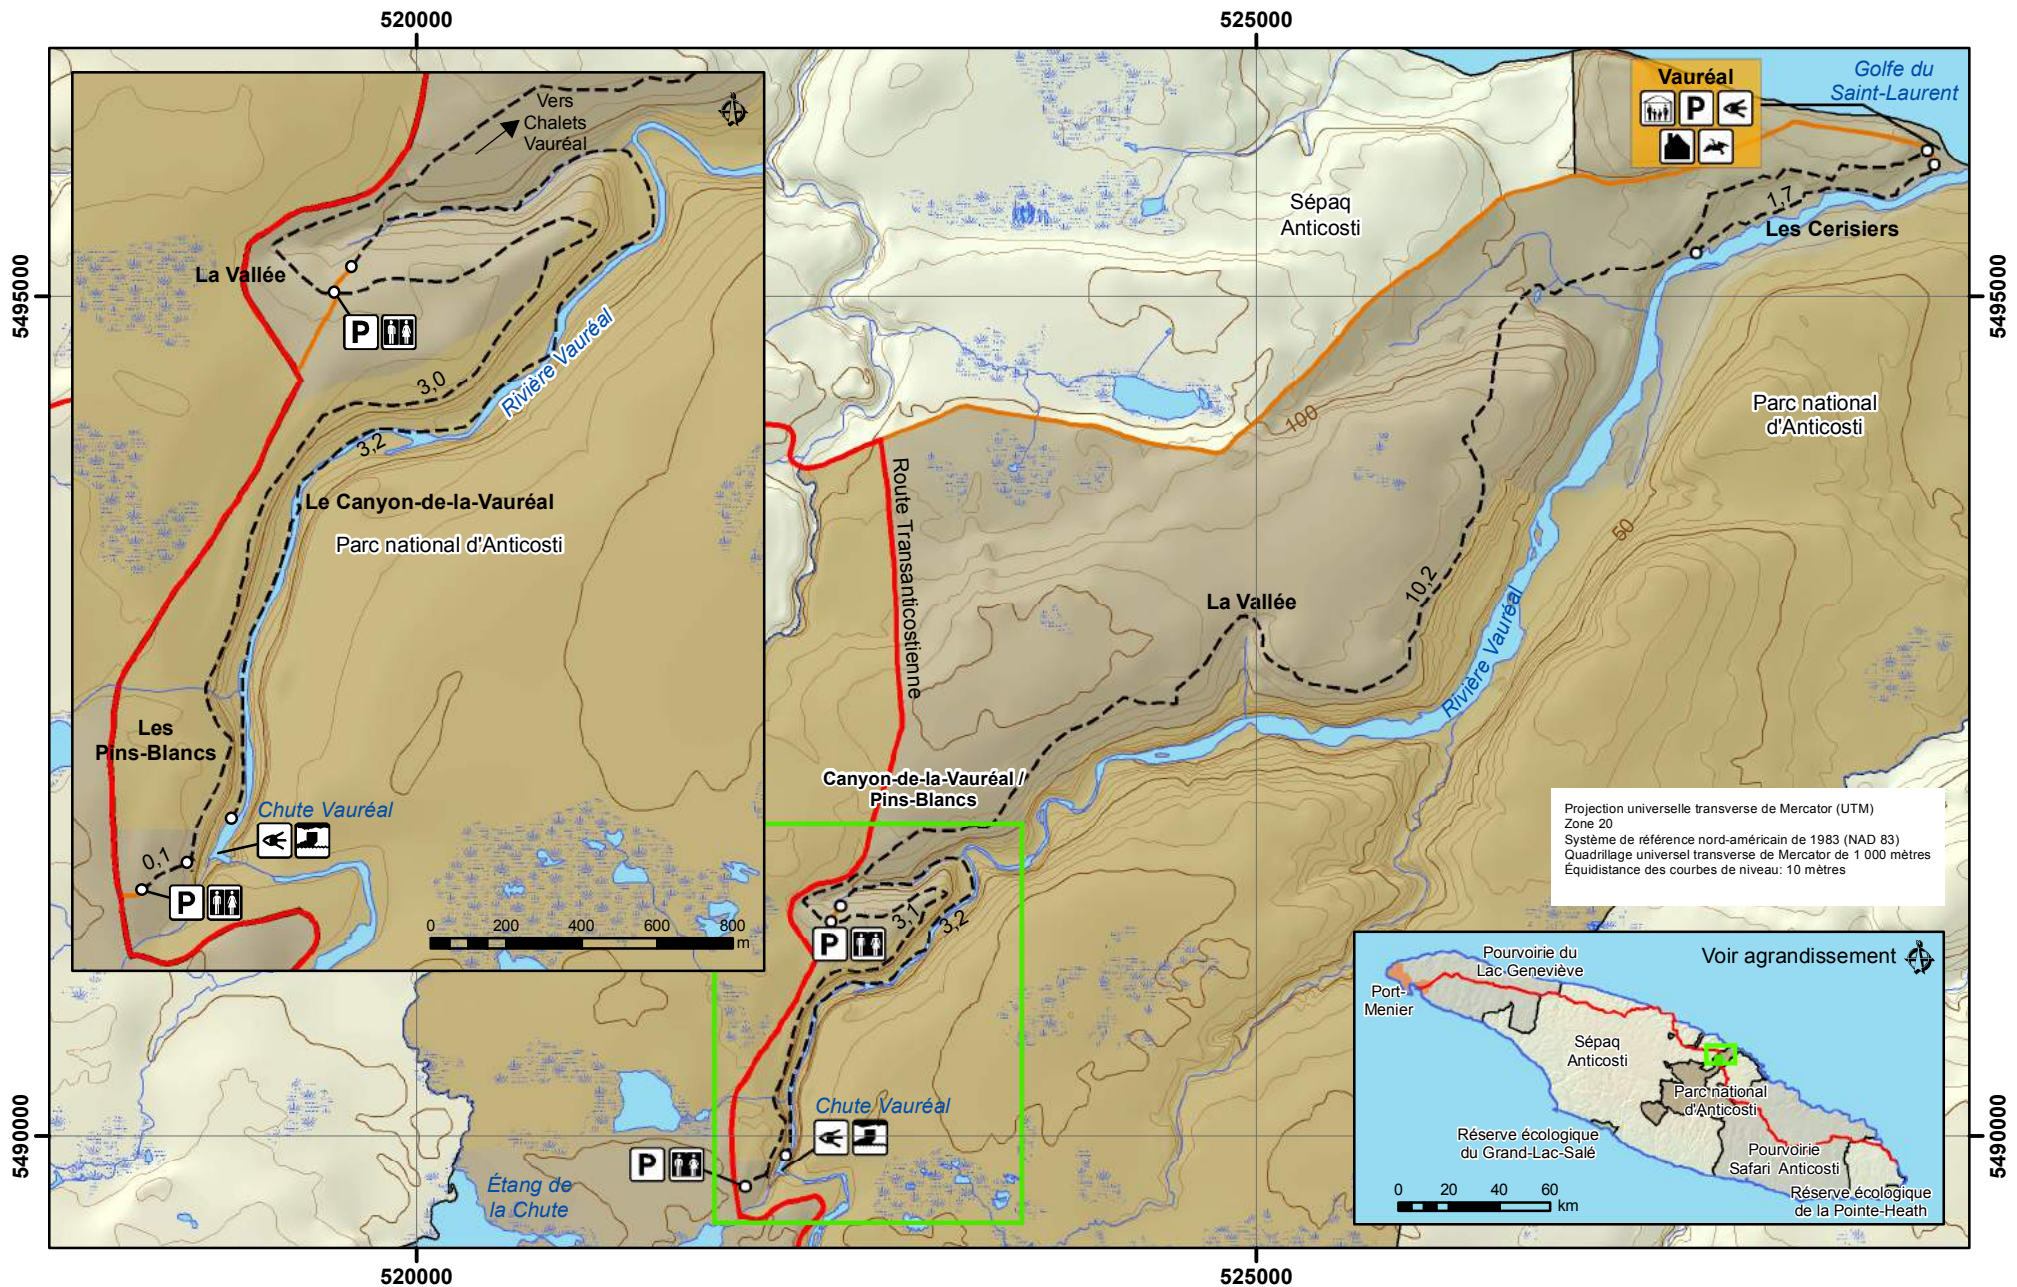 520000
525000
5495000
5490000
5495000
5490000
520000
525000
Vers
Chalets
Vauréal
La Vallée
P
3,0
Rivière Vauréal
3,2
Le Canyon-de-la-Vauréal
Parc national d'Anticosti
Les
Pins-Blancs
Chute Vauréal
0,1
P
0
200
400
600
800
m
Vauréal
P
Golfe du
Saint-Laurent
Sépaq
Anticosti
1,7
Les Cerisiers
Parc national
d'Anticosti
100
50
Route Transanticostienne
La Vallée
10,2
Rivière Vauréal
Canyon-de-la-Vauréal /
Pins-Blancs
3,1
3,2
P
Chute Vauréal
P
Étang de
la Chute
Projection universelle transverse de Mercator (UTM)
Zone 20
Système de référence nord-américain de 1983 (NAD 83)
Quadrillage universel transverse de Mercator de 1 000 mètres
Équidistance des courbes de niveau: 10 mètres
Voir agrandissement
Pourvoirie du
Lac Geneviève
Port-
Menier
Sépaq
Anticosti
Parc national
d'Anticosti
Réserve écologique
du Grand-Lac-Salé
Pourvoirie
Safari Anticosti
Réserve écologique
de la Pointe-Heath
0
20
40
60
km